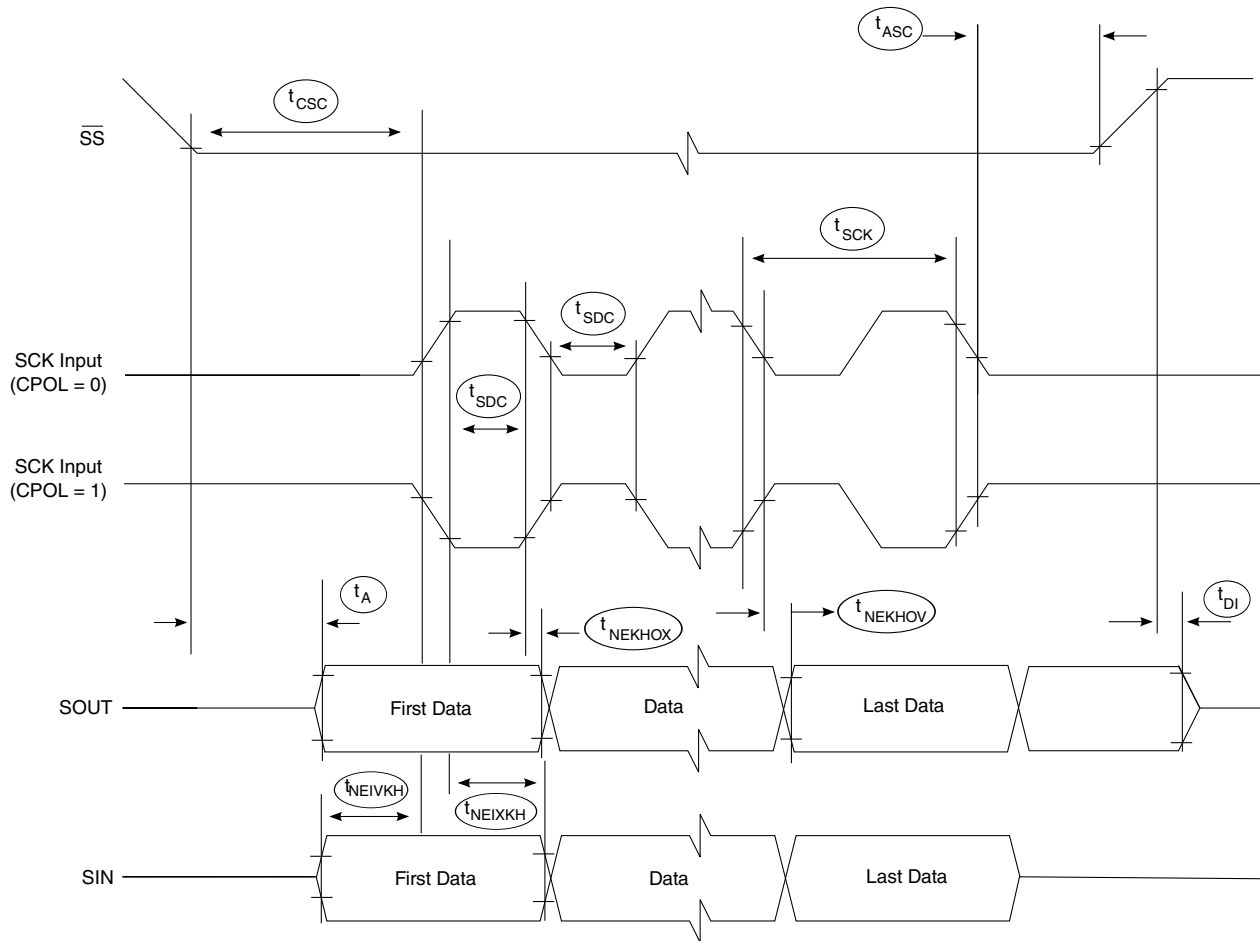 tASC
tCSC
SS
tSCK
tSDC
SCK Input
(CPOL = 0)
tSDC
SCK Input
(CPOL = 1)
tA
tNEKHOX
tNEKHOV
tDI
SOUT
First Data
Data
Last Data
tNEIVKH
tNEIXKH
SIN
First Data
Data
Last Data